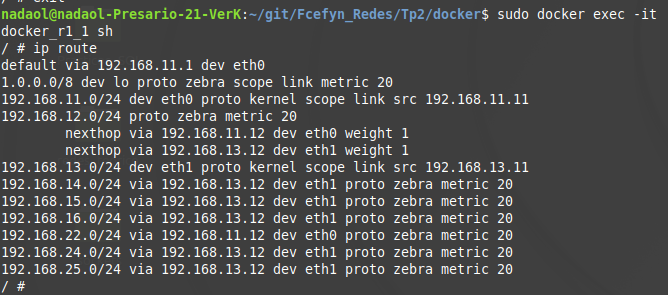 / # exit
nadaol@nadaol-Presario-21-VerK:~/git/Fcefyn_Redes/Tp2/docker$ sudo docker exec -it
docker_r1_1 sh
/ # ip route
default via 192.168.11.1 dev eth0
1.0.0.0/8 dev lo proto zebra scope link metric 20
192.168.11.0/24 dev eth0 proto kernel scope link src 192.168.11.11
192.168.12.0/24 proto zebra metric 20
        nexthop via 192.168.11.12 dev eth0 weight 1
        nexthop via 192.168.13.12 dev eth1 weight 1
192.168.13.0/24 dev eth1 proto kernel scope link src 192.168.13.11
192.168.14.0/24 via 192.168.13.12 dev eth1 proto zebra metric 20
192.168.15.0/24 via 192.168.13.12 dev eth1 proto zebra metric 20
192.168.16.0/24 via 192.168.13.12 dev eth1 proto zebra metric 20
192.168.22.0/24 via 192.168.11.12 dev eth0 proto zebra metric 20
192.168.24.0/24 via 192.168.13.12 dev eth1 proto zebra metric 20
192.168.25.0/24 via 192.168.13.12 dev eth1 proto zebra metric 20
/ #